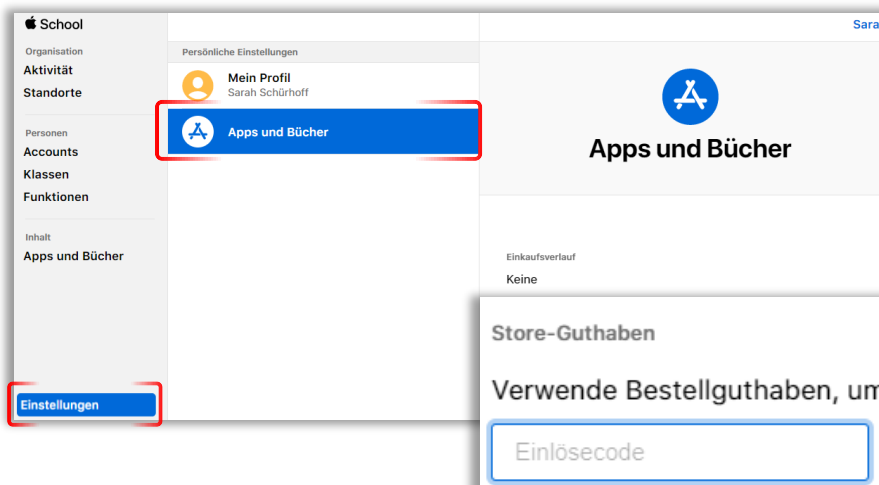 School
Organisation
Aktivität
Standorte
Personen
Accounts
Klassen
Funktionen
Inhalt
Apps und Bücher
Einstellungen
Persönliche Einstellungen
Mein Profil
Sarah Schürhoff
Apps und Bücher
Sara
Apps und Bücher
Einkaufsverlauf
Keine
Store-Guthaben
Verwende Bestellguthaben, um
Einlösecode